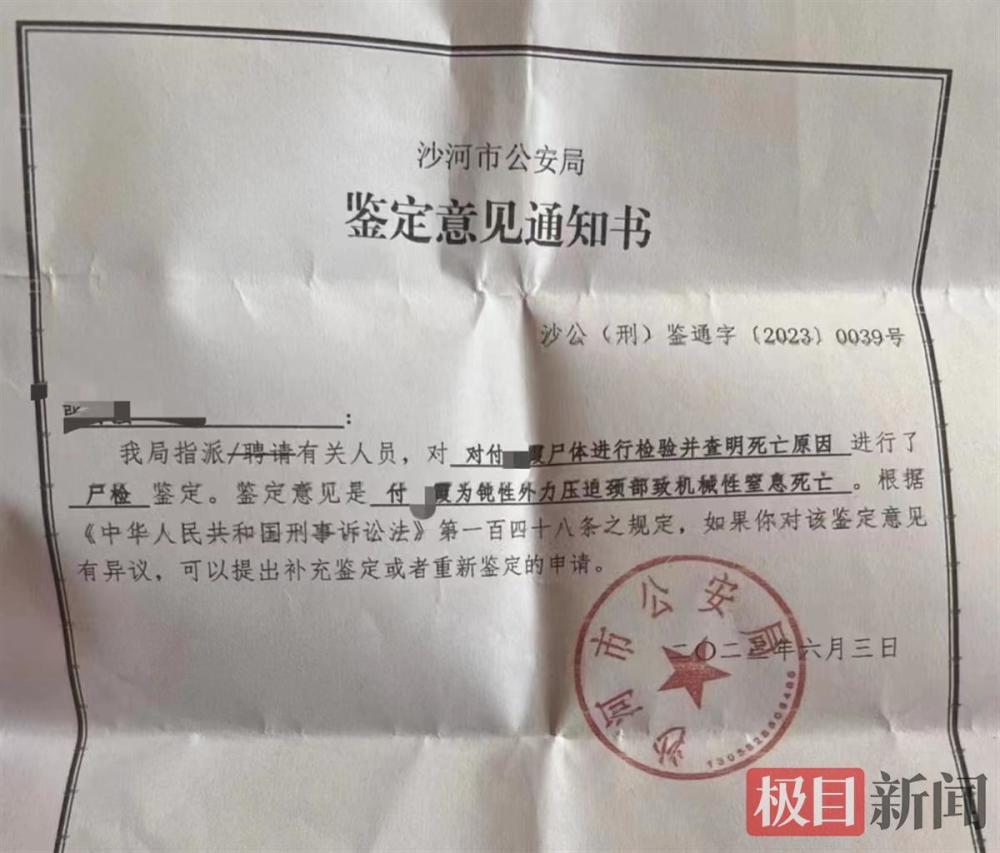 沙河市公安局
鉴定意见通知书
沙公（刑）鉴通字〔2023〕0039号
：
我局指派/聘请有关人员，对 对付霞尸体进行检验并查明死亡原因 进行了
尸检 鉴定。鉴定意见是 付霞为钝性外力压迫颈部致机械性窒息死亡 。根据
《中华人民共和国刑事诉讼法》第一百四十八条之规定，如果你对该鉴定意见
有异议，可以提出补充鉴定或者重新鉴定的申请。
二〇二三年六月三日
沙河市公安局
极目新闻